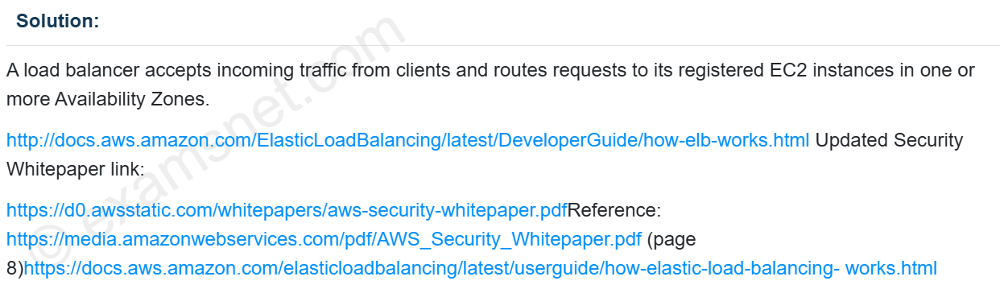 Solution:
A load balancer accepts incoming traffic from clients and routes requests to its registered EC2 instances in one or
more Availability Zones.
http://docs.aws.amazon.com/ElasticLoadBalancing/latest/DeveloperGuide/how-elb-works.html Updated Security
Whitepaper link:
https://d0.awsstatic.com/whitepapers/aws-security-whitepaper.pdfReference:
https://media.amazonwebservices.com/pdf/AWS_Security_Whitepaper.pdf (page
8)https://docs.aws.amazon.com/elasticloadbalancing/latest/userguide/how-elastic-load-balancing- works.html
© examsnet.com